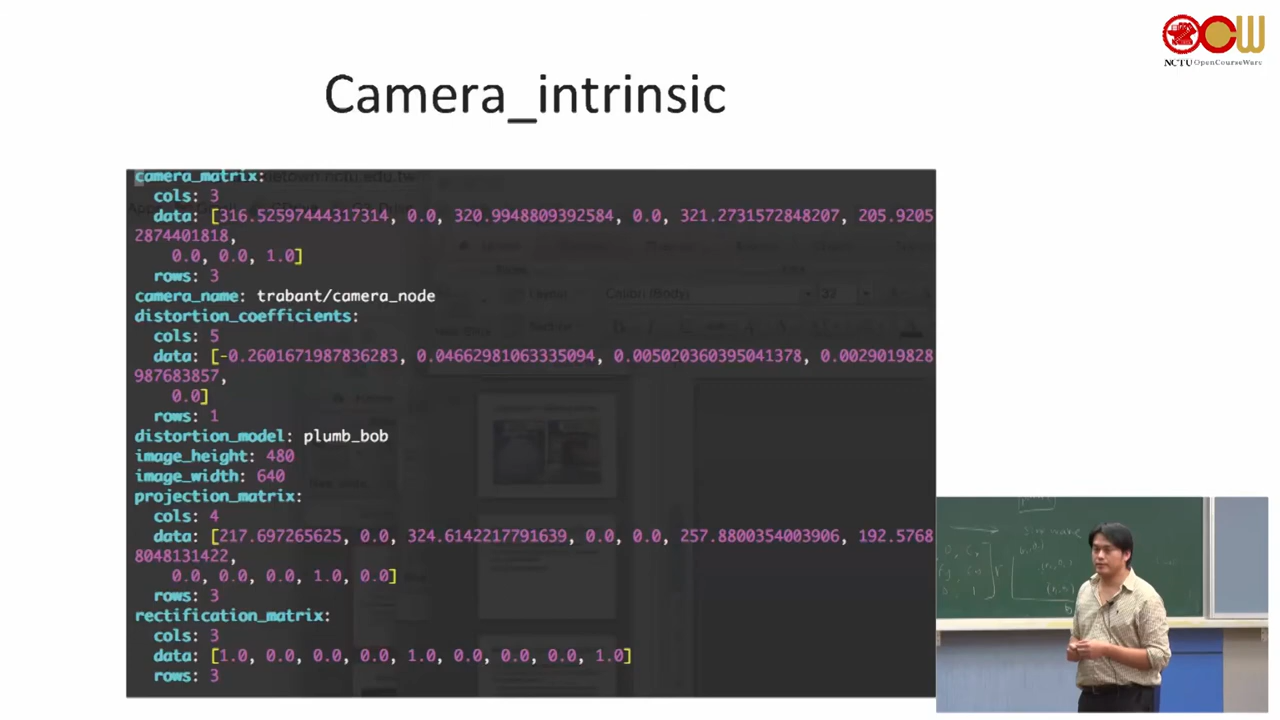 NCTU OpenCourseWare
Camera_intrinsic
camera_matrix:
cols: 3
data: [316.52597444317314, 0.0, 320.9948809392584, 0.0, 321.2731572848207, 205.9205
2874401818,
0.0, 0.0, 1.0]
rows: 3
camera_name: trabant/camera_node
distortion_coefficients:
cols: 5
data: [-0.2601671987836283, 0.04662981063335094, 0.005020360395041378, 0.0029019828
987683857,
0.0]
rows: 1
distortion_model: plumb_bob
image_height: 480
image_width: 640
projection_matrix:
cols: 4
data: [217.697265625, 0.0, 324.6142217791639, 0.0, 0.0, 257.8800354003906, 192.5768
8048131422,
0.0, 0.0, 0.0, 1.0, 0.0]
rows: 3
rectification_matrix:
cols: 3
data: [1.0, 0.0, 0.0, 0.0, 1.0, 0.0, 0.0, 0.0, 1.0]
rows: 3